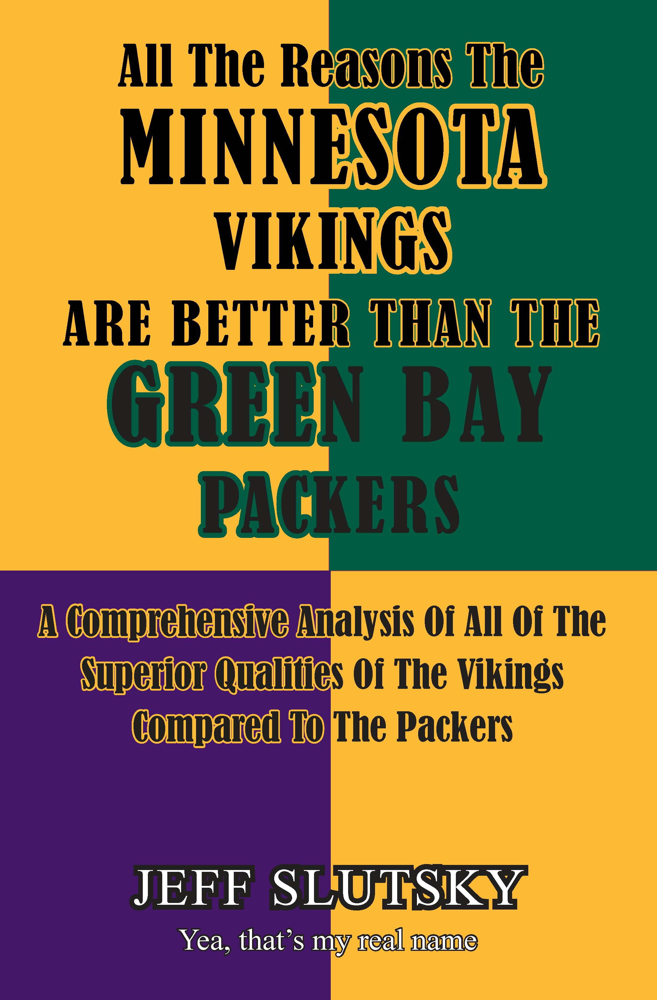 All The Reasons The
MINNESOTA
VIKINGS
ARE BETTER THAN THE
GREEN BAY
PACKERS
A Comprehensive Analysis Of All Of The
Superior Qualities Of The Vikings
Compared To The Packers
JEFF SLUTSKY
Yea, that’s my real name